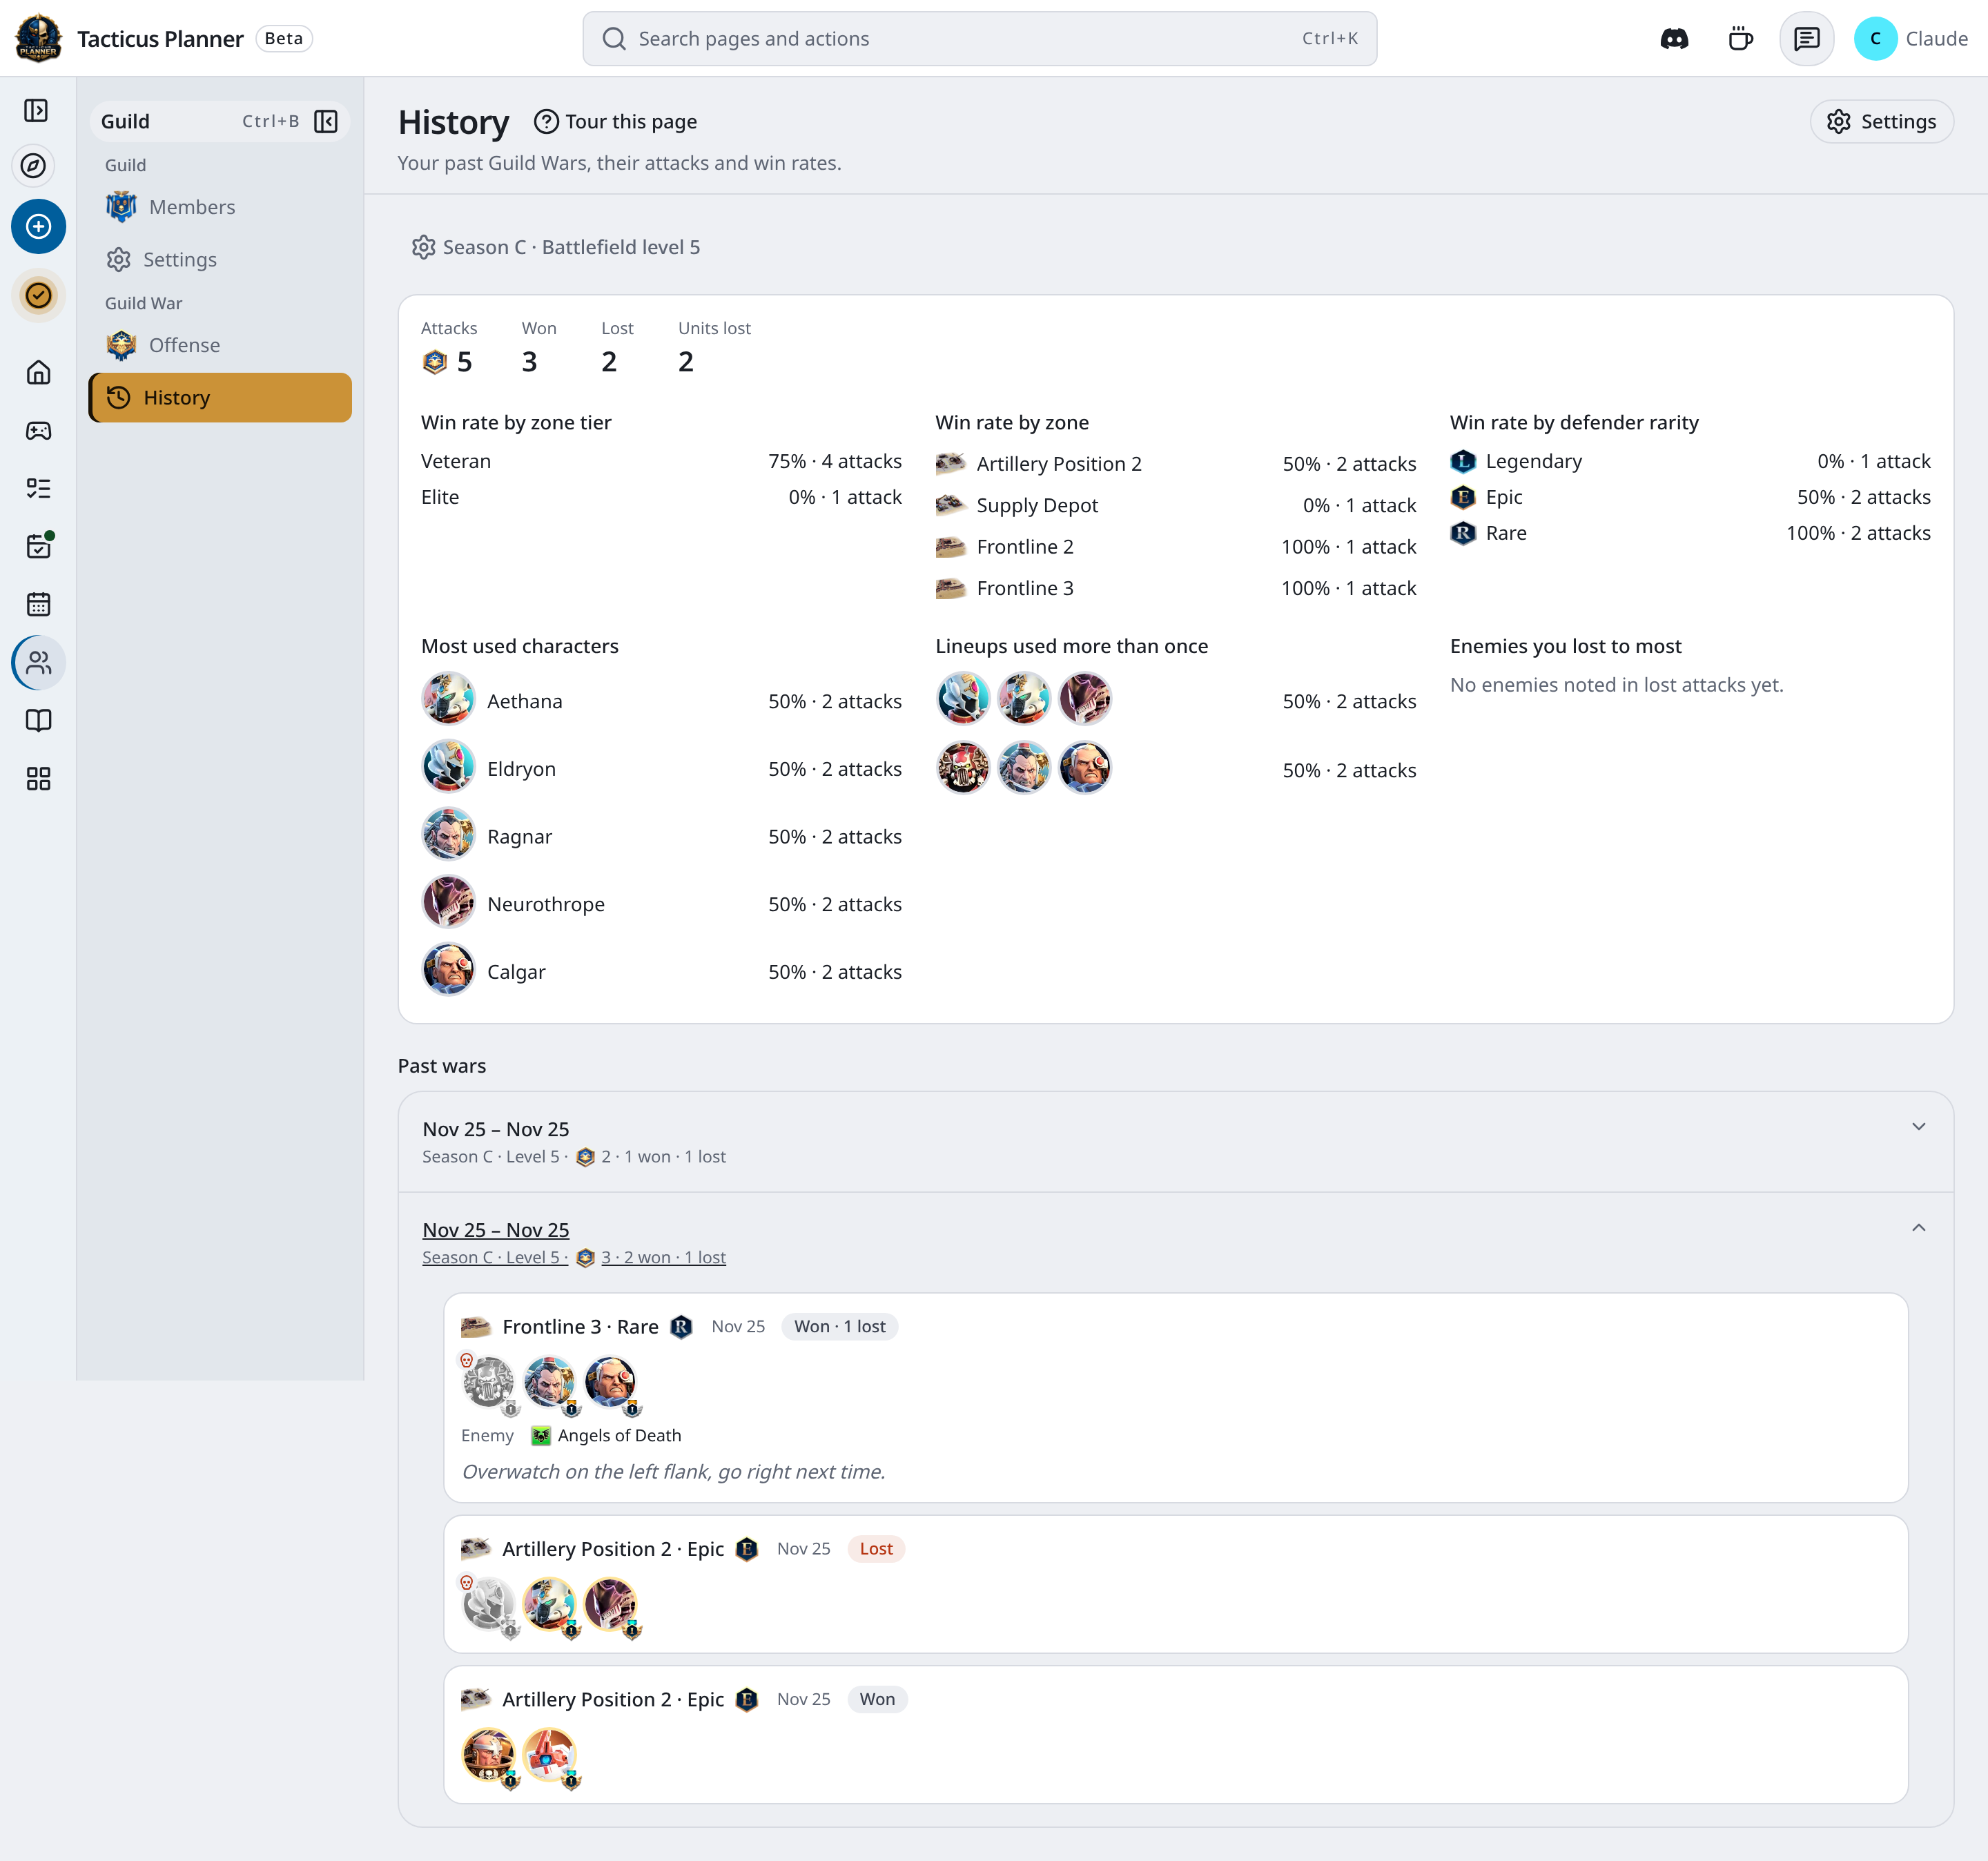 Tacticus Planner Beta
Search pages and actions Ctrl+K
C Claude
Guild Ctrl+B
Guild
Members
Settings
Guild War
Offense
History
History Tour this page
Settings
Your past Guild Wars, their attacks and win rates.
Season C · Battlefield level 5
Attacks Won Lost Units lost
5 3 2 2
Win rate by zone tier
Veteran 75% · 4 attacks
Elite 0% · 1 attack
Win rate by zone
Artillery Position 2 50% · 2 attacks
Supply Depot 0% · 1 attack
Frontline 2 100% · 1 attack
Frontline 3 100% · 1 attack
Win rate by defender rarity
L Legendary 0% · 1 attack
E Epic 50% · 2 attacks
R Rare 100% · 2 attacks
Most used characters
Aethana 50% · 2 attacks
Eldryon 50% · 2 attacks
Ragnar 50% · 2 attacks
Neurothrope 50% · 2 attacks
Calgar 50% · 2 attacks
Lineups used more than once
50% · 2 attacks
50% · 2 attacks
Enemies you lost to most
No enemies noted in lost attacks yet.
Past wars
Nov 25 – Nov 25
Season C · Level 5 · 2 · 1 won · 1 lost
Nov 25 – Nov 25
Season C · Level 5 · 3 · 2 won · 1 lost
Frontline 3 · Rare R Nov 25 Won · 1 lost
Enemy Angels of Death
Overwatch on the left flank, go right next time.
Artillery Position 2 · Epic E Nov 25 Lost
Artillery Position 2 · Epic E Nov 25 Won